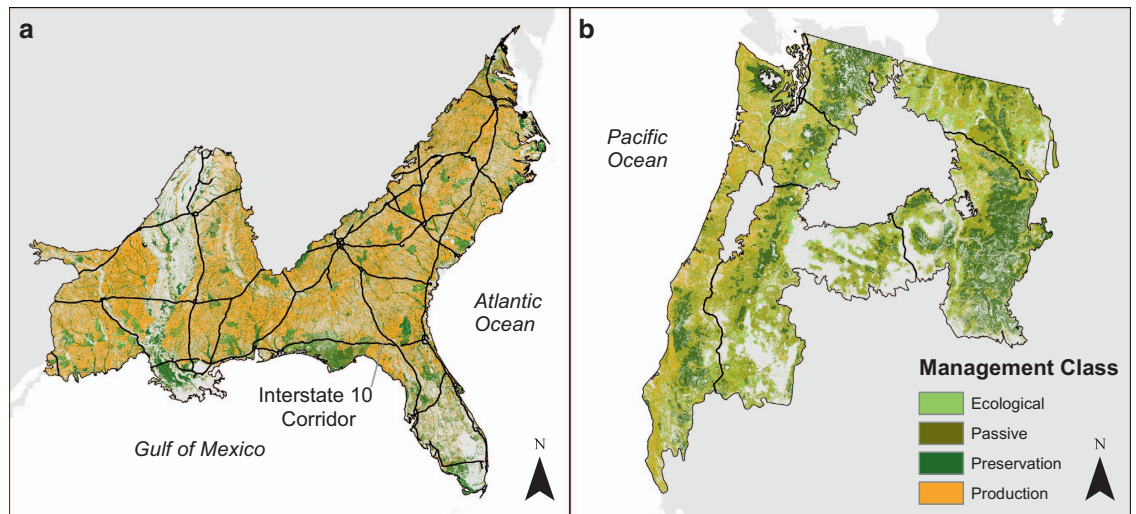 a
Atlantic
Ocean
Interstate 10
Corridor
Gulf of Mexico
N
b
Pacific
Ocean
Management Class
Ecological
Passive
Preservation
Production
N